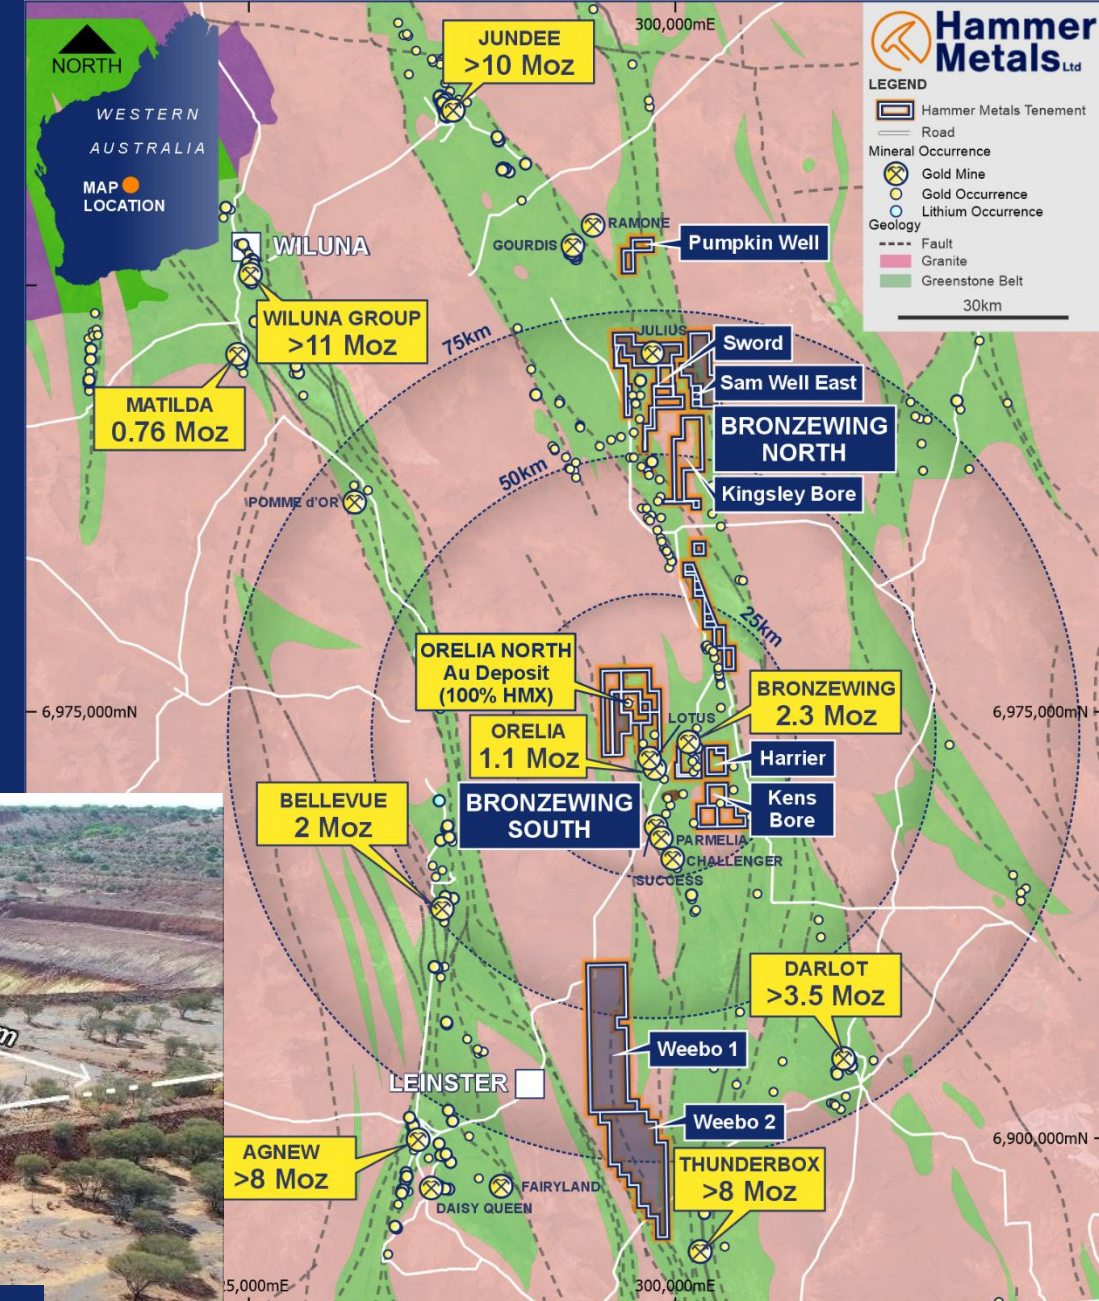 300,000mE
Hammer
Metals Ltd
NORTH
WESTERN
AUSTRALIA
MAP
LOCATION
LEGEND
Hammer Metals Tenement
Road
Mineral Occurrence
Gold Mine
Gold Occurrence
Lithium Occurrence
Geology
Fault
Granite
Greenstone Belt
30km
JUNDEE
>10 Moz
RAMONE
GOURDIS
Pumpkin Well
WILUNA
WILUNA GROUP
>11 Moz
MATILDA
0.76 Moz
75km
JULIUS
Sword
Sam Well East
BRONZEWING
NORTH
50km
Kingsley Bore
POMME d'OR
25km
ORELIA NORTH
Au Deposit
(100% HMX)
6,975,000mN
6,975,000mN
BRONZEWING
2.3 Moz
LOTUS
ORELIA
1.1 Moz
Harrier
BELLEVUE
2 Moz
BRONZEWING
SOUTH
Kens
Bore
PARMELIA
CHALLENGER
SUCCESS
DARLOT
>3.5 Moz
m
Weebo 1
LEINSTER
Weebo 2
6,900,000mN
AGNEW
>8 Moz
THUNDERBOX
>8 Moz
FAIRYLAND
DAISY QUEEN
5,000mE
300,000mE